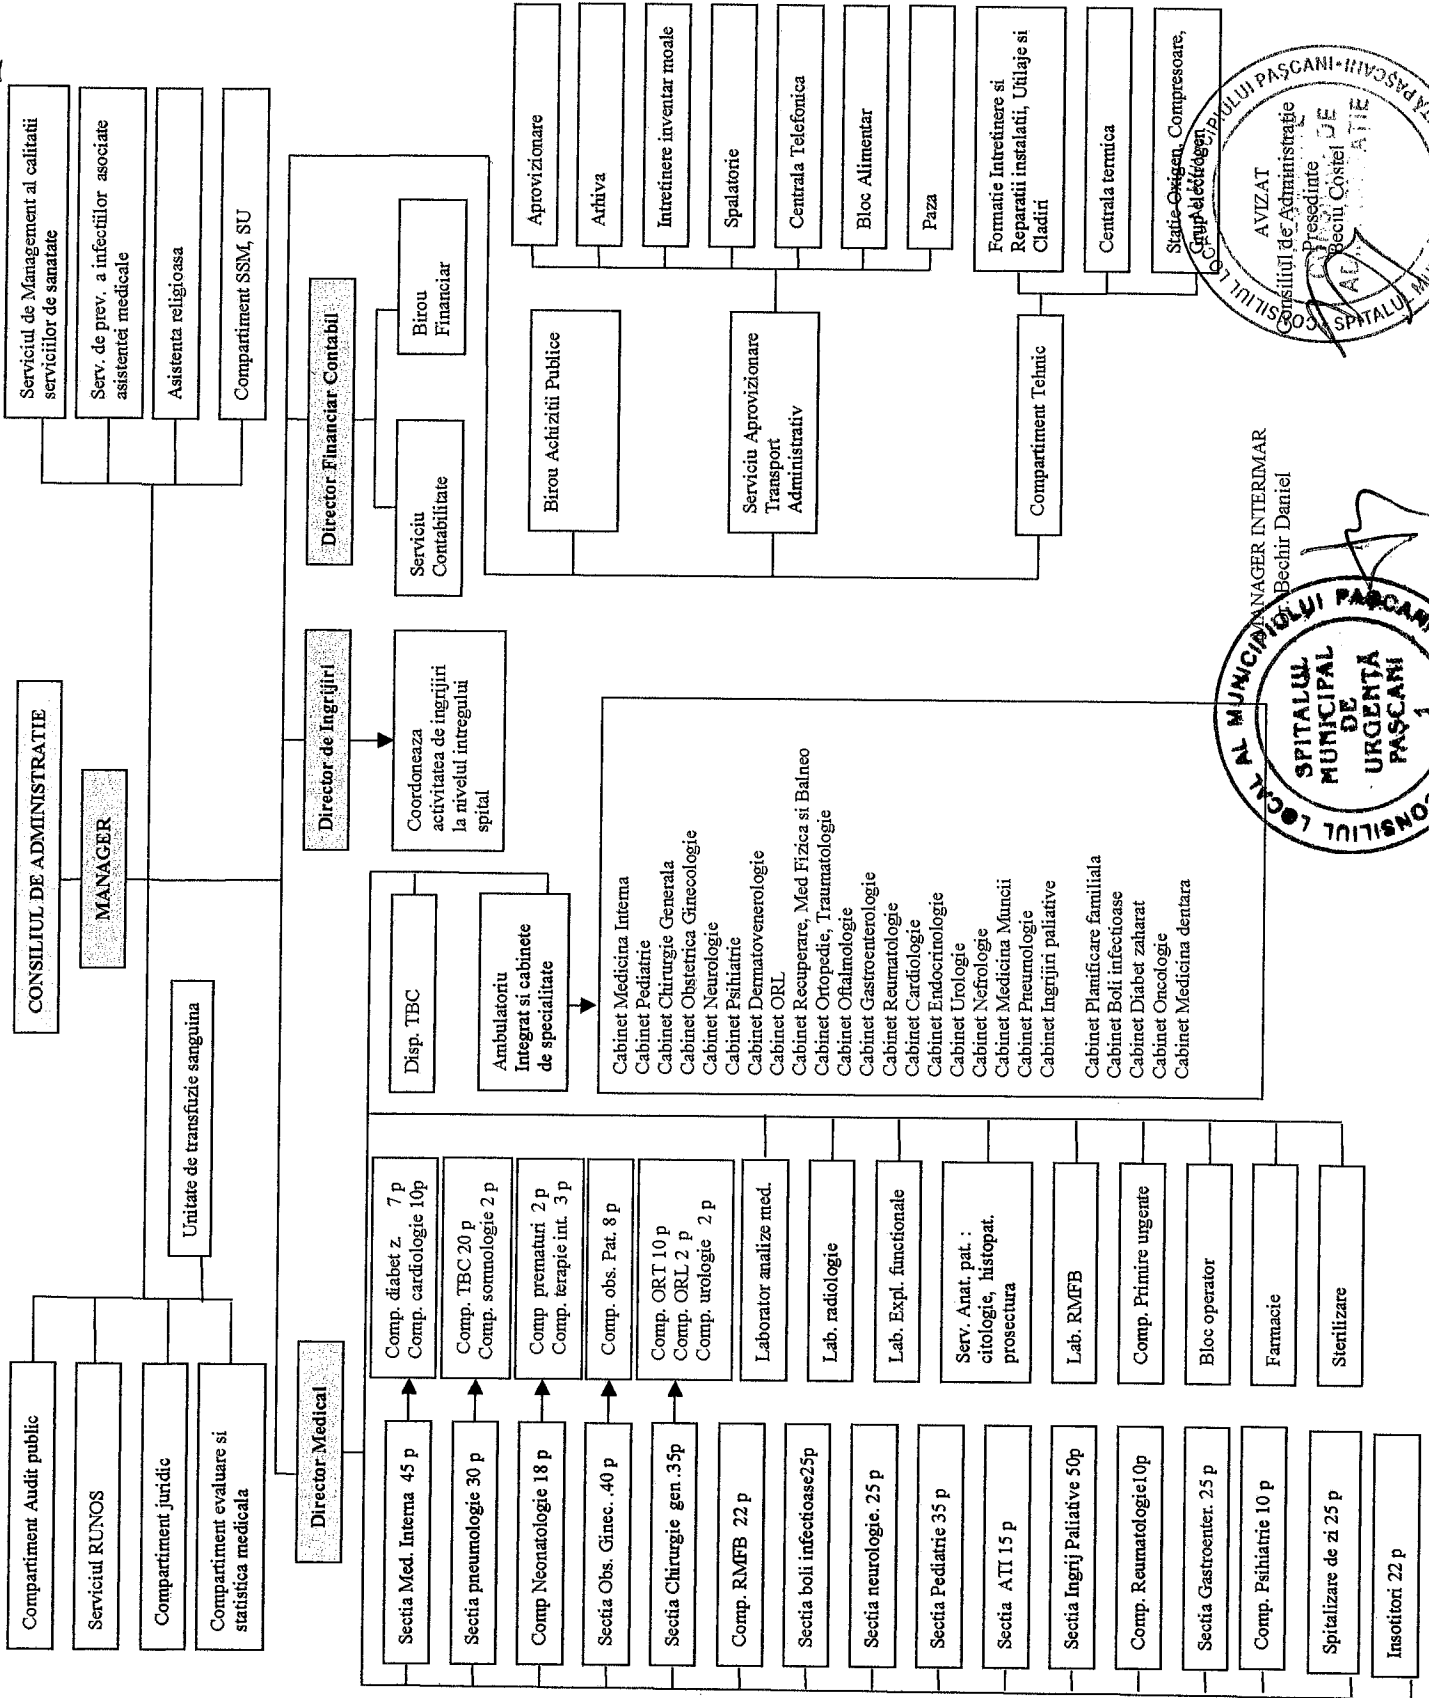 CONSILIUL DE ADMINISTRATIE
MANAGER
Compartiment Audit public
Serviciul RUNOS
Compartiment juridic
Compartiment evaluare si
statistica medicala
Unitate de transfuzie sanguina
Serviciul de Management al calitatii
serviciilor de sanatate
Serv. de prev. a infectiilor asociate
asistentei medicale
Asistenta religioasa
Compartiment SSM, SU
Director Medical
Director de Ingrijiri
Director Financiar Contabil
Sectia Med. Interna 45 p
Sectia pneumologie 30 p
Comp Neonatologie 18 p
Sectia Obs. Ginec. .40 p
Sectia Chirurgie gen.35p
Comp. RMFB 22 p
Sectia boli infectioase25p
Sectia neurologie. 25 p
Sectia Pediatrie 35 p
Sectia ATI 15 p
Sectia Ingrij Paliative 50p
Comp. Reumatologie10p
Sectia Gastroenter. 25 p
Comp. Psihiatrie 10 p
Spitalizare de zi 25 p
Insotitori 22 p
Comp. diabet z. 7 p
Comp. cardiologie 10p
Comp. TBC 20 p
Comp. somnologie 2 p
Comp prematuri 2 p
Comp. terapie int. 3 p
Comp. obs. Pat. 8 p
Comp. ORT 10 p
Comp. ORL 2 p
Comp. urologie 2 p
Laborator analize med.
Lab. radiologie
Lab. Expl. functionale
Serv. Anat. pat. :
citologie, histopat.
prosectura
Lab. RMFB
Comp. Primire urgente
Bloc operator
Farmacie
Sterilizare
Disp. TBC
Ambulatoriu
Integrat si cabinete
de specialitate
Cabinet Medicina Interna
Cabinet Pediatrie
Cabinet Chirurgie Generala
Cabinet Obstetrica Ginecologie
Cabinet Neurologie
Cabinet Psihiatrie
Cabinet Dermatovenerologie
Cabinet ORL
Cabinet Recuperare, Med Fizica si Balneo
Cabinet Ortopedie, Traumatologie
Cabinet Oftalmologie
Cabinet Gastroenterologie
Cabinet Reumatologie
Cabinet Cardiologie
Cabinet Endocrinologie
Cabinet Urologie
Cabinet Nefrologie
Cabinet Medicina Muncii
Cabinet Pneumologie
Cabinet Ingrijiri paliative
Cabinet Planificare familiala
Cabinet Boli infectioase
Cabinet Diabet zaharat
Cabinet Oncologie
Cabinet Medicina dentara
Coordoneaza
activitatea de ingrijiri
la nivelul intregului
spital
Serviciu
Contabilitate
Birou
Financiar
Birou Achizitii Publice
Serviciu Aprovizionare
Transport
Administrativ
Compartiment Tehnic
Aprovizionare
Arhiva
Intretinere inventar moale
Spalatorie
Centrala Telefonica
Bloc Alimentar
Paza
Formatie Intretinere si
Reparatii instalatii, Utilaje si
Cladiri
Centrala termica
Statie Oxigen, Compresoare,
Grup electrogen
MANAGER INTERIMAR
Bechir Daniel
CONSILIUL LOCAL AL MUNICIPIULUI PAŞCANI
SPITALUL
MUNICIPAL
DE
URGENŢA
PAŞCANI
1
AVIZAT
Consiliul de Administratie
Presedinte
Beciu Costel
CONSILIUL LOCAL AL MUNICIPIULUI PAŞCANI
SPITALUL